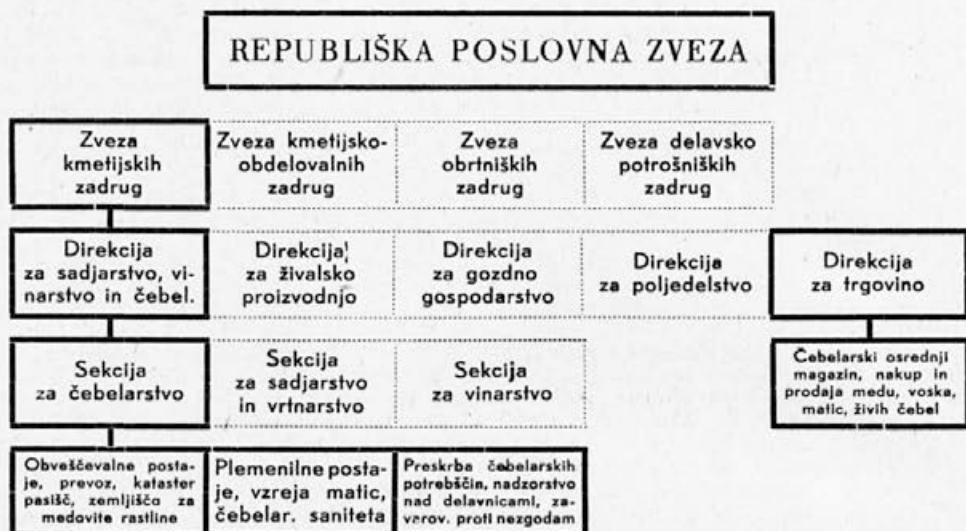 REPUBLIŠKA POSLOVNA ZVEZA
Zveza
kmetijskih
zadrug
Zveza kmetijsko-
obdelovalnih
zadrug
Zveza
obrtniških
zadrug
Zveza delavsko
potrošniških
zadrug
Direkcija
za sadjarstvo, vi-
narstvo in čebel.
Direkcija
za živalsko
proizvodnjo
Direkcija
za gozdno
gospodarstvo
Direkcija
za poljedelstvo
Direkcija
za trgovino
Sekcija
za čebelarstvo
Sekcija
za sadjarstvo
in vrtnarstvo
Sekcija
za vinarstvo
Čebelarski osrednji
magazin, nakup in
prodaja medu, voska,
matic, živih čebel
Obveščevalne posta-
je, prevoz, kataster
pasišč, zemljišča za
medovite rastline
Plemenilne posta-
je, vzreja matic,
čebelar. saniteta
Preskrba čebelarskih
potrebščin, nadzorstvo
nad delavnicami, za-
varov. proti nezgodam